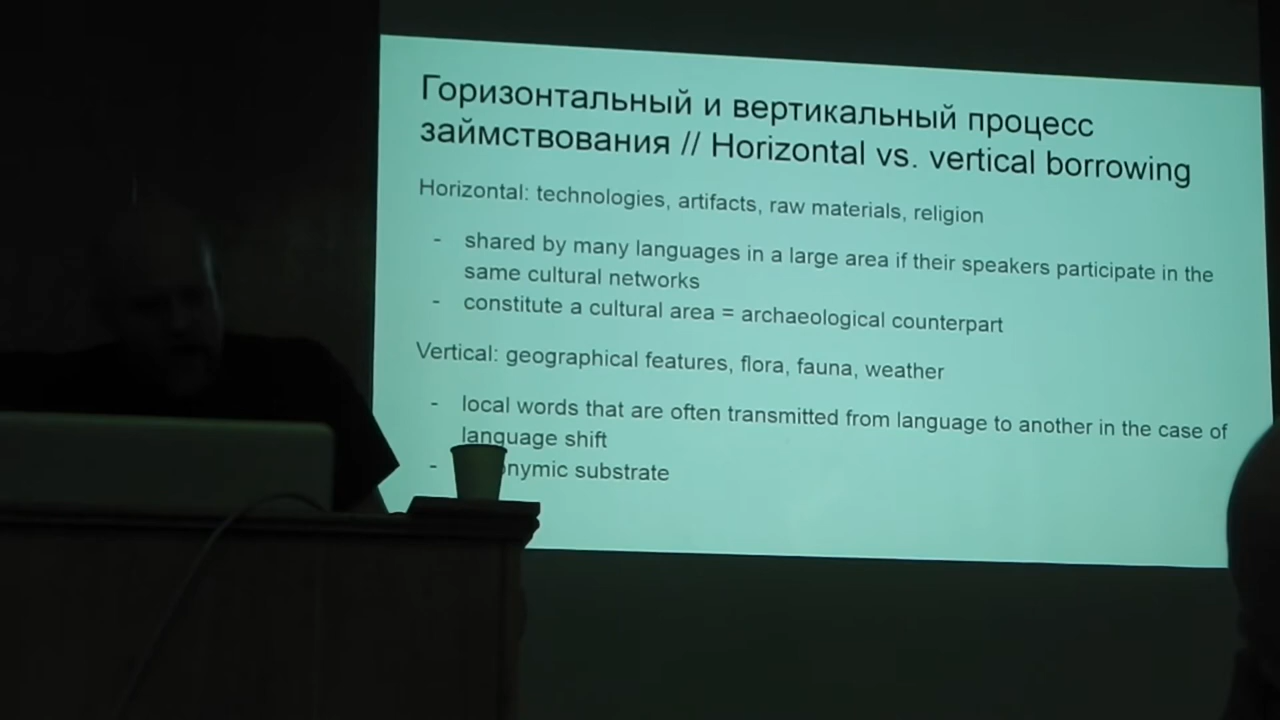 Горизонтальный и вертикальный процесс
займствования // Horizontal vs. vertical borrowing
Horizontal: technologies, artifacts, raw materials, religion
- shared by many languages in a large area if their speakers participate in the
same cultural networks
- constitute a cultural area = archaeological counterpart
Vertical: geographical features, flora, fauna, weather
- local words that are often transmitted from language to another in the case of
language shift
- substrate